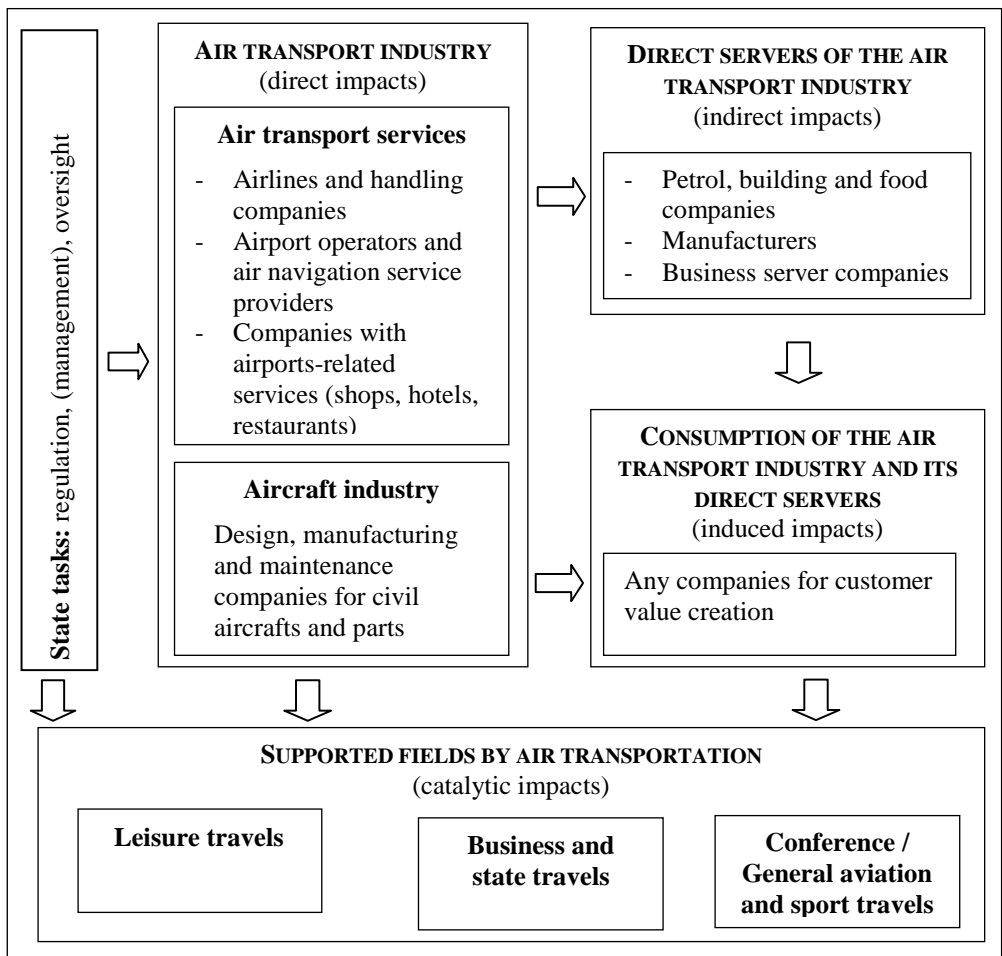 State tasks: regulation, (management), oversight
AIR TRANSPORT INDUSTRY
(direct impacts)
Air transport services
- Airlines and handling
companies
- Airport operators and
air navigation service
providers
- Companies with
airports-related
services (shops, hotels,
restaurants)
Aircraft industry
Design, manufacturing
and maintenance
companies for civil
aircrafts and parts
DIRECT SERVERS OF THE AIR
TRANSPORT INDUSTRY
(indirect impacts)
- Petrol, building and food
companies
- Manufacturers
- Business server companies
CONSUMPTION OF THE AIR
TRANSPORT INDUSTRY AND ITS
DIRECT SERVERS
(induced impacts)
Any companies for customer
value creation
SUPPORTED FIELDS BY AIR TRANSPORTATION
(catalytic impacts)
Leisure travels
Business and
state travels
Conference /
General aviation
and sport travels